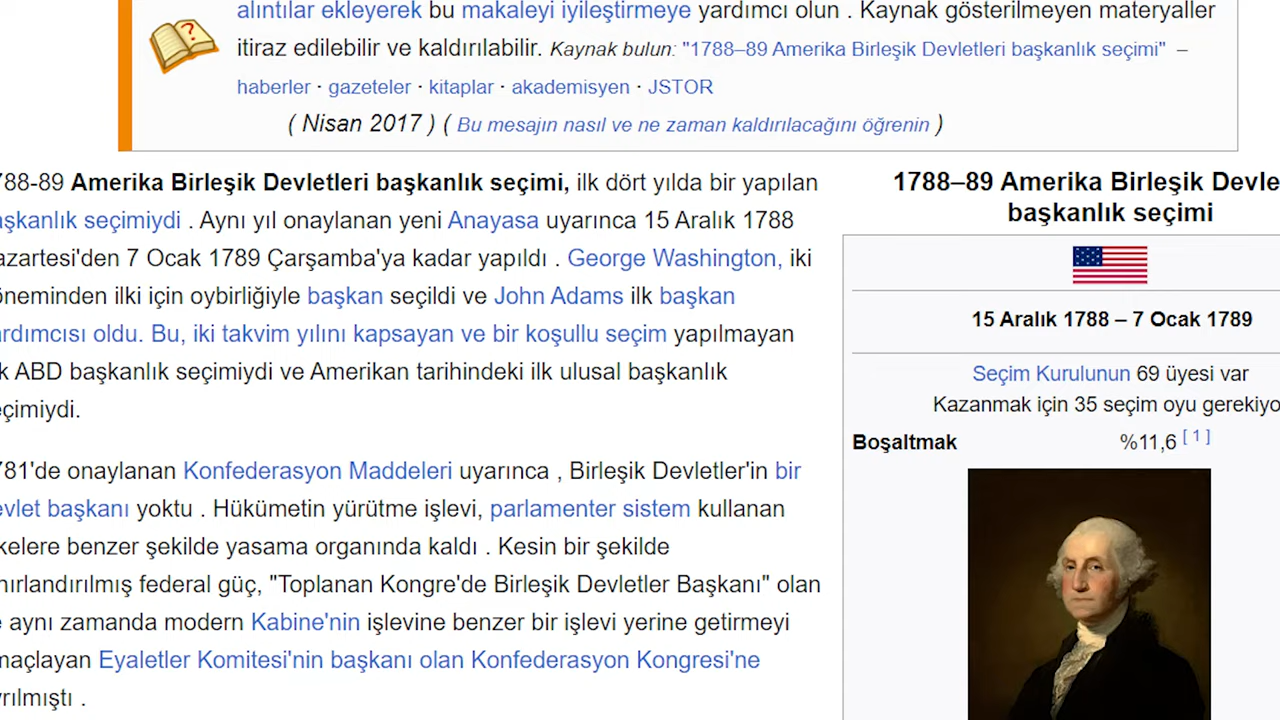 alıntılar ekleyerek bu makaleyi iyileştirmeye yardımcı olun . Kaynak gösterilmeyen materyaller
itiraz edilebilir ve kaldırılabilir. Kaynak bulun: "1788–89 Amerika Birleşik Devletleri başkanlık seçimi" –
haberler · gazeteler · kitaplar · akademisyen · JSTOR
( Nisan 2017 ) ( Bu mesajın nasıl ve ne zaman kaldırılacağını öğrenin )
788-89 Amerika Birleşik Devletleri başkanlık seçimi, ilk dört yılda bir yapılan
aşkanlık seçimiydi . Aynı yıl onaylanan yeni Anayasa uyarınca 15 Aralık 1788
azartesi'den 7 Ocak 1789 Çarşamba'ya kadar yapıldı . George Washington, iki
öneminden ilki için oybirliğiyle başkan seçildi ve John Adams ilk başkan
ardımcısı oldu. Bu, iki takvim yılını kapsayan ve bir koşullu seçim yapılmayan
k ABD başkanlık seçimiydi ve Amerikan tarihindeki ilk ulusal başkanlık
eçimiydi.
781'de onaylanan Konfederasyon Maddeleri uyarınca , Birleşik Devletler'in bir
evlet başkanı yoktu . Hükümetin yürütme işlevi, parlamenter sistem kullanan
kelere benzer şekilde yasama organında kaldı . Kesin bir şekilde
nırlandırılmış federal güç, "Toplanan Kongre'de Birleşik Devletler Başkanı" olan
e aynı zamanda modern Kabine'nin işlevine benzer bir işlevi yerine getirmeyi
maçlayan Eyaletler Komitesi'nin başkanı olan Konfederasyon Kongresi'ne
yrılmıştı .
1788–89 Amerika Birleşik Devle
başkanlık seçimi
15 Aralık 1788 – 7 Ocak 1789
Seçim Kurulunun 69 üyesi var
Kazanmak için 35 seçim oyu gerekiyo
Boşaltmak %11,6 [ 1 ]